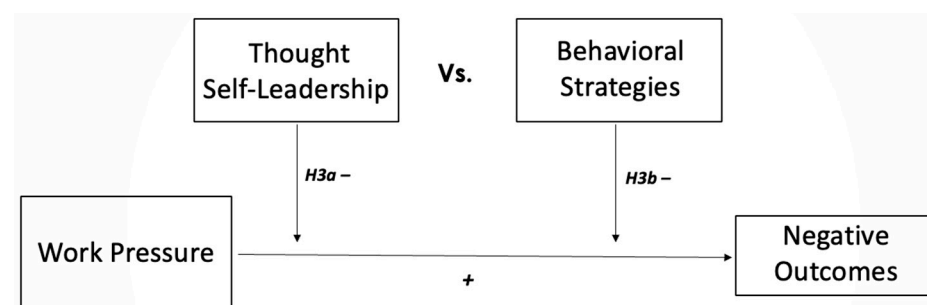 Thought
Self-Leadership
Vs.
Behavioral
Strategies
H3a –
H3b –
Work Pressure
+
Negative
Outcomes